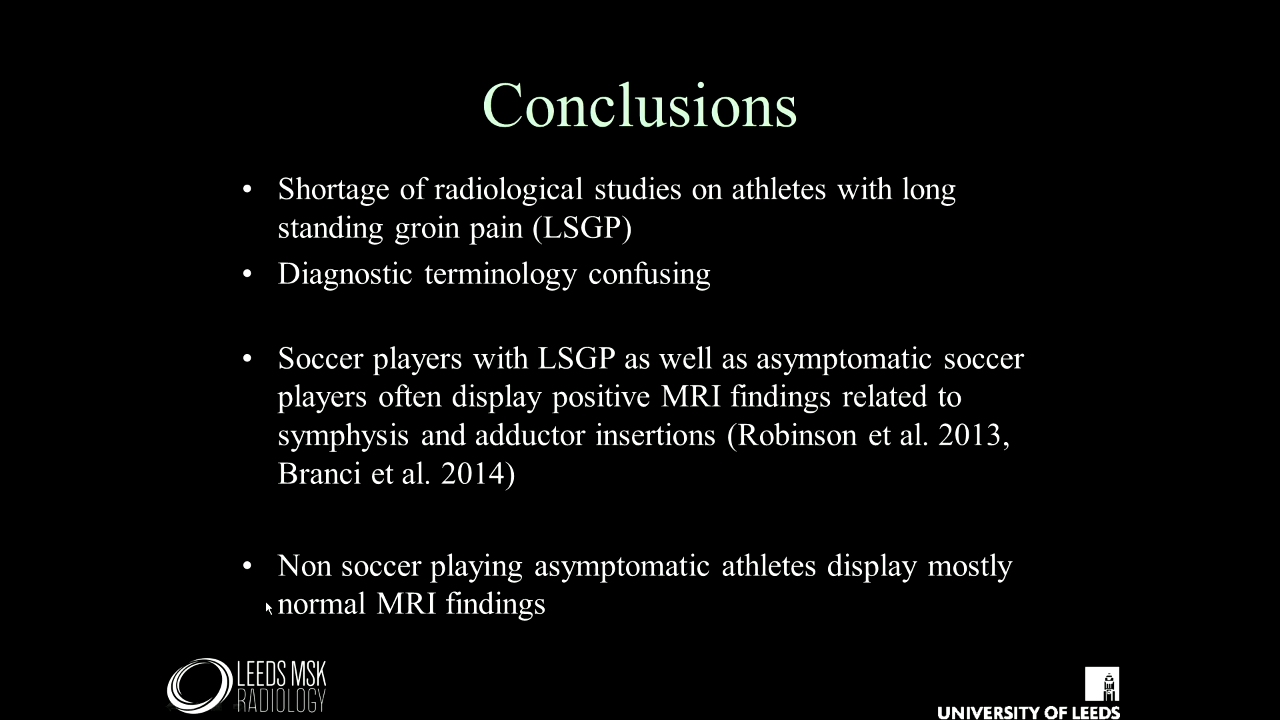 Conclusions
• Shortage of radiological studies on athletes with long
standing groin pain (LSGP)
• Diagnostic terminology confusing
• Soccer players with LSGP as well as asymptomatic soccer
players often display positive MRI findings related to
symphysis and adductor insertions (Robinson et al. 2013,
Branci et al. 2014)
• Non soccer playing asymptomatic athletes display mostly
normal MRI findings
LEEDS MSK
RADIOLOGY
UNIVERSITY OF LEEDS